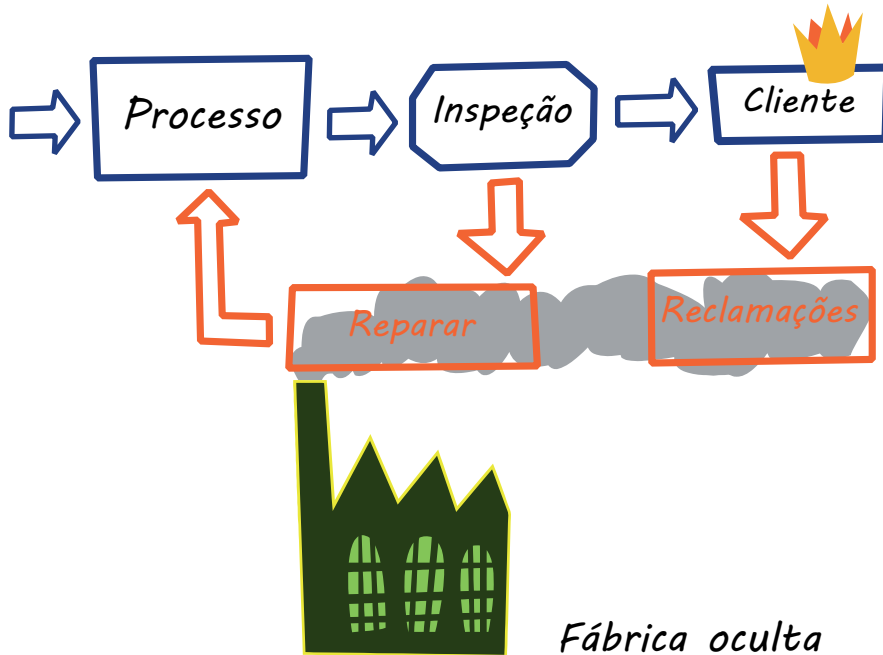 Processo
Inspeção
Cliente
Reparar
Reclamações
Fábrica oculta